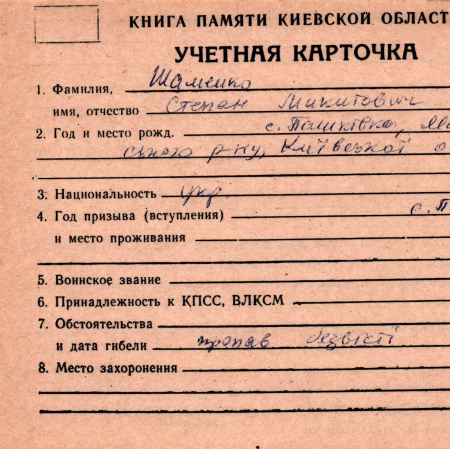 КНИГА ПАМЯТИ КИЕВСКОЙ ОБЛАСТ
УЧЕТНАЯ КАРТОЧКА
1. Фамилия, Шаменко
имя, отчество Степан Микитович
2. Год и место рожд. с. Пашківка,
ського р-ну, Київської о
3. Национальность укр.
4. Год призыва (вступления) с. П
и место проживания
5. Воинское звание
6. Принадлежность к КПСС, ВЛКСМ
7. Обстоятельства
и дата гибели пропав безвісті
8. Место захоронения